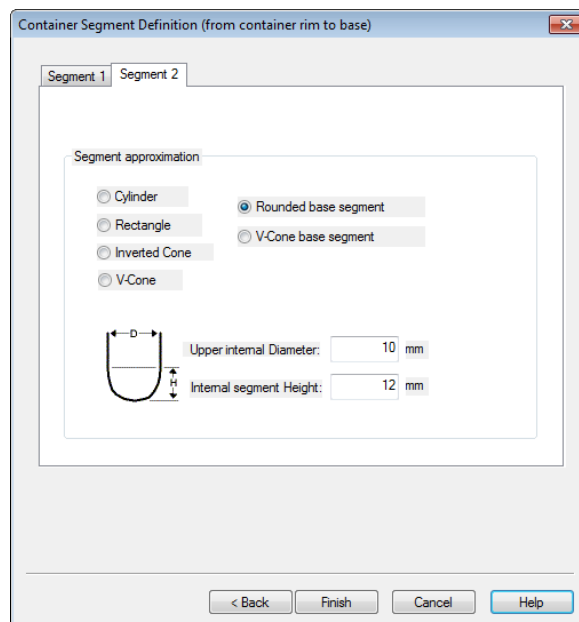 Container Segment Definition (from container rim to base)
Segment 1 Segment 2
Segment approximation
Cylinder
Rounded base segment
Rectangle
V-Cone base segment
Inverted Cone
V-Cone
D
H
Upper internal Diameter: 10 mm
Internal segment Height: 12 mm
< Back Finish Cancel Help